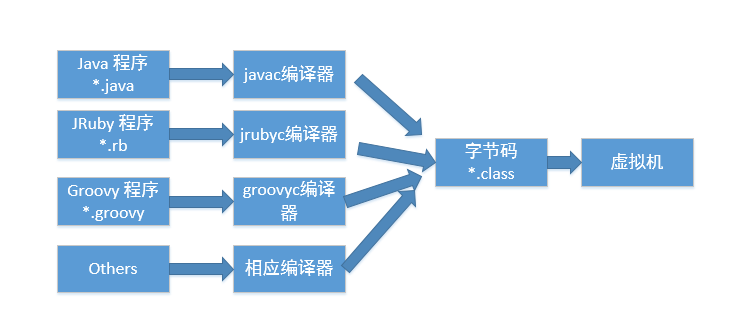 Java 程序
*.java
javac编译器
JRuby 程序
*.rb
jrubyc编译器
字节码
*.class
虚拟机
Groovy 程序
*.groovy
groovyc编译
器
Others
相应编译器